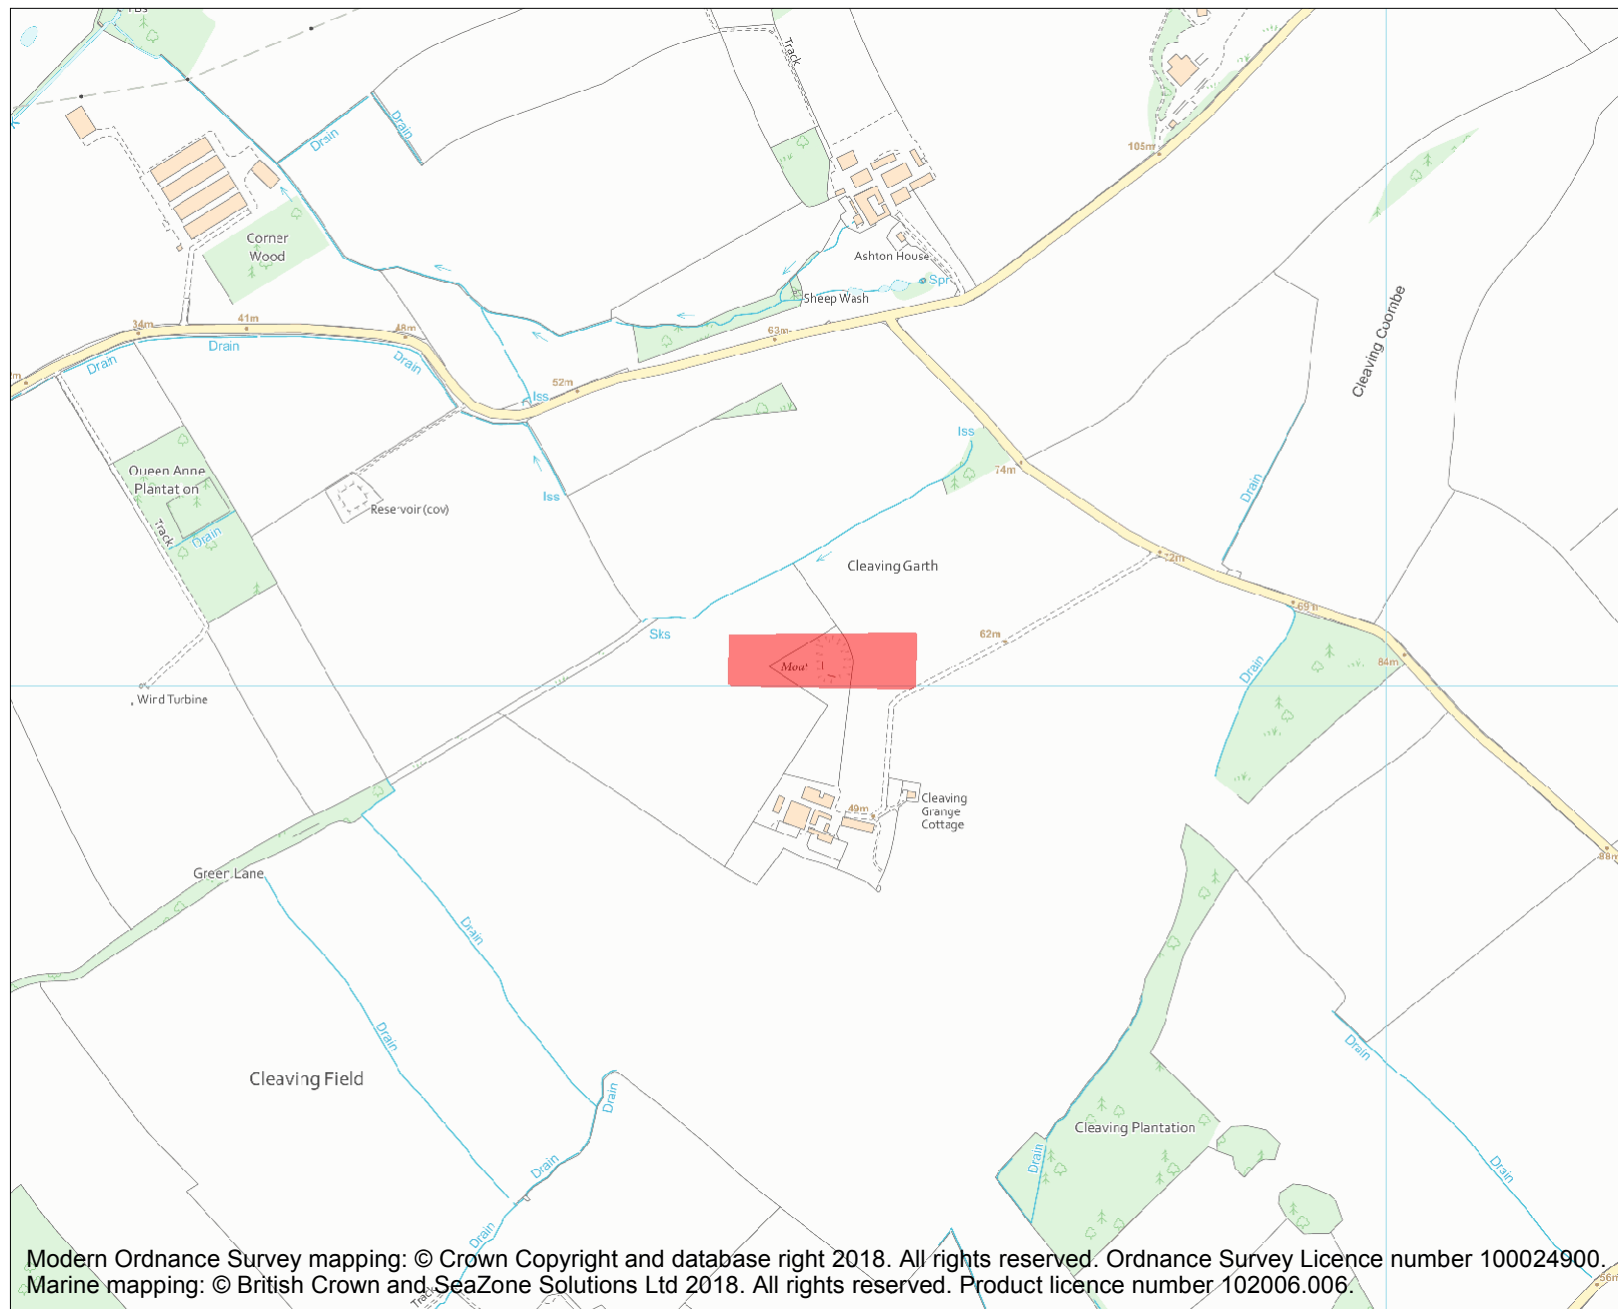 Track
Drain
Drain
105m
Corner
Wood
Ashton House
Spr
Sheep Wash
Cleaving Coombe
34m
41m
48m
63m
Drain
Drain
Drain
52m
Iss
Iss
74m
Queen Anne
Plantation
Iss
Reservoir (cov)
Drain
Track
Drain
72m
Cleaving Garth
69m
Sks
62m
Moat
84m
Drain
Wind Turbine
49m
Cleaving
Grange
Cottage
88m
Green Lane
Drain
Drain
Drain
Cleaving Field
Drain
Cleaving Plantation
Drain
Drain
Drain
Drain
Modern Ordnance Survey mapping: © Crown Copyright and database right 2018. All rights reserved. Ordnance Survey Licence number 100024900.
Marine mapping: © British Crown and SeaZone Solutions Ltd 2018. All rights reserved. Product licence number 102006.006.
56m
Track